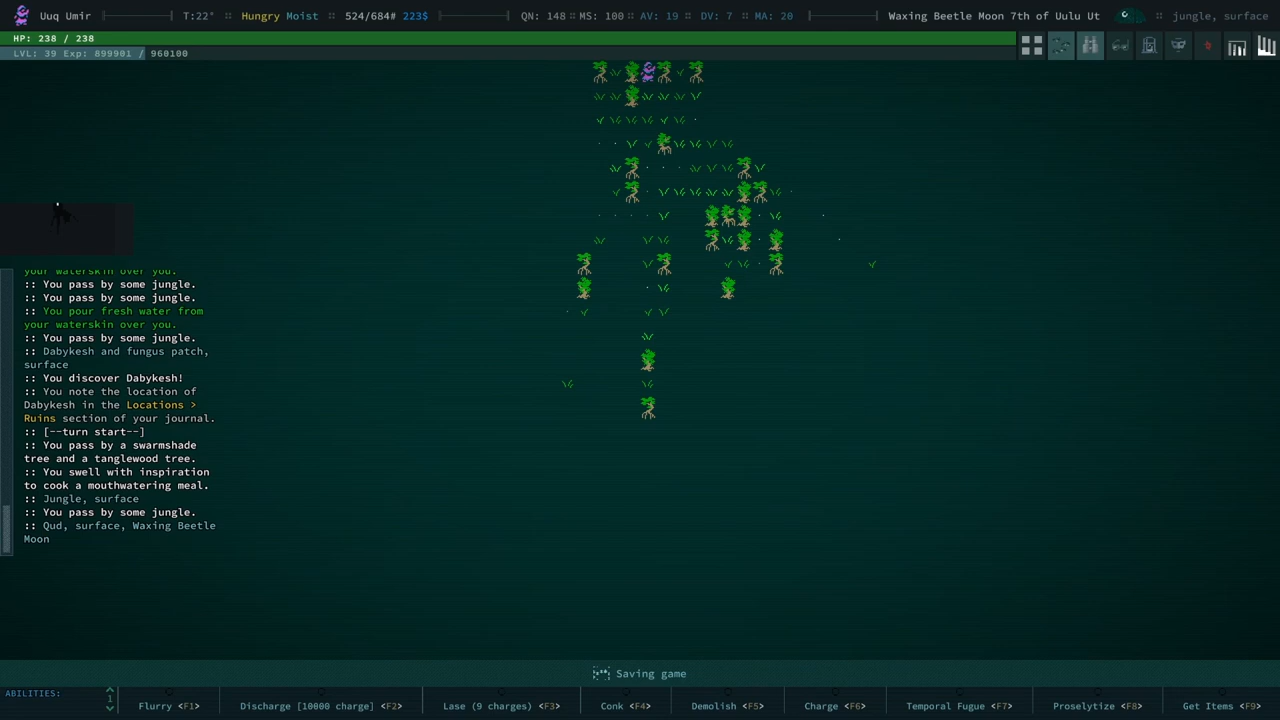 Uuq Umir T:22° :: Hungry Moist :: 524/684# 223$ QN: 148 :: MS: 100 :: AV: 19 :: DV: 7 :: MA: 20 Waxing Beetle Moon 7th of Uulu Ut :: jungle, surface
HP: 238 / 238
LVL: 39 Exp: 899901 / 960100
your waterskin over you.
:: You pass by some jungle.
:: You pass by some jungle.
:: You pour fresh water from
your waterskin over you.
:: You pass by some jungle.
:: Dabykesh and fungus patch,
surface
:: You discover Dabykesh!
:: You note the location of
Dabykesh in the Locations >
Ruins section of your journal.
:: [--turn start--]
:: You pass by a swarmshade
tree and a tanglewood tree.
:: You swell with inspiration
to cook a mouthwatering meal.
:: Jungle, surface
:: You pass by some jungle.
:: Qud, surface, Waxing Beetle
Moon
Saving game
ABILITIES: 1 Flurry <F1> Discharge [10000 charge] <F2> Lase (9 charges) <F3> Conk <F4> Demolish <F5> Charge <F6> Temporal Fugue <F7> Proselytize <F8> Get Items <F9>